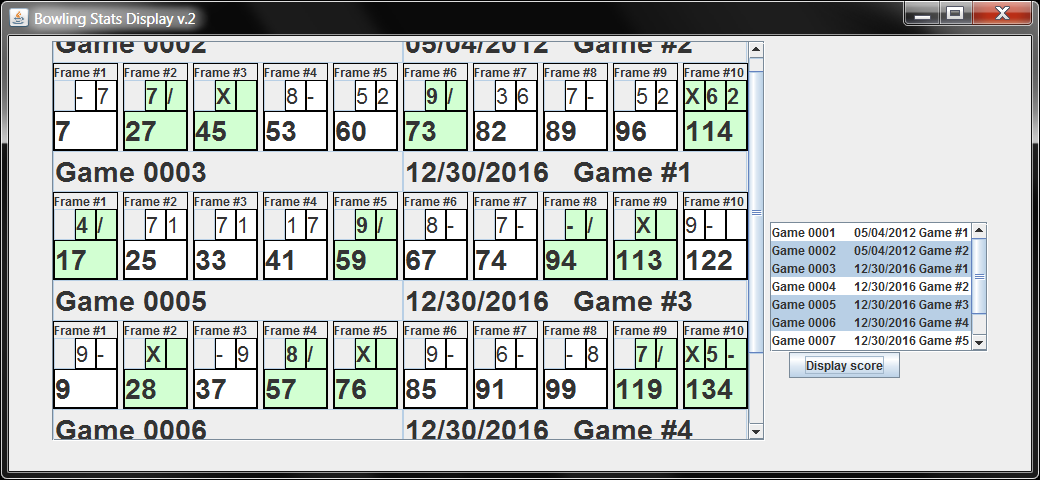 Bowling Stats Display v.2
Game 0002 05/04/2012 Game #2
Frame #1 Frame #2 Frame #3 Frame #4 Frame #5 Frame #6 Frame #7 Frame #8 Frame #9 Frame #10
- 7 7 / X 8 - 5 2 9 / 3 6 7 - 5 2 X 6 2
7 27 45 53 60 73 82 89 96 114
Game 0003 12/30/2016 Game #1
Frame #1 Frame #2 Frame #3 Frame #4 Frame #5 Frame #6 Frame #7 Frame #8 Frame #9 Frame #10
4 / 7 1 7 1 1 7 9 / 8 - 7 - - / X 9 -
17 25 33 41 59 67 74 94 113 122
Game 0005 12/30/2016 Game #3
Frame #1 Frame #2 Frame #3 Frame #4 Frame #5 Frame #6 Frame #7 Frame #8 Frame #9 Frame #10
9 - X - 9 8 / X 9 - 6 - - 8 7 / X 5 -
9 28 37 57 76 85 91 99 119 134
Game 0006 12/30/2016 Game #4
Game 0001 05/04/2012 Game #1
Game 0002 05/04/2012 Game #2
Game 0003 12/30/2016 Game #1
Game 0004 12/30/2016 Game #2
Game 0005 12/30/2016 Game #3
Game 0006 12/30/2016 Game #4
Game 0007 12/30/2016 Game #5
Display score